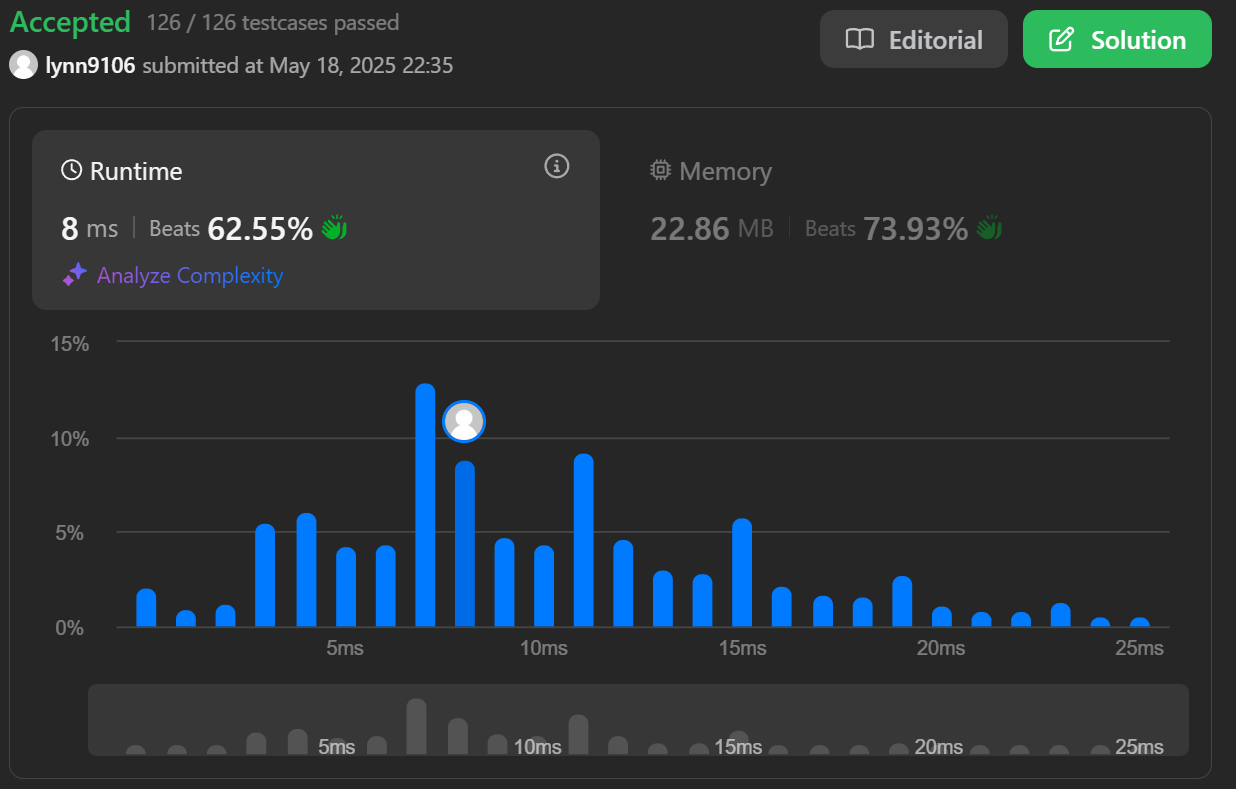 Accepted 126 / 126 testcases passed
Editorial
Solution
lynn9106 submitted at May 18, 2025 22:35
Runtime
8 ms | Beats 62.55%
Analyze Complexity
Memory
22.86 MB | Beats 73.93%
15%
10%
5%
0%
5ms 10ms 15ms 20ms 25ms
5ms 10ms 15ms 20ms 25ms